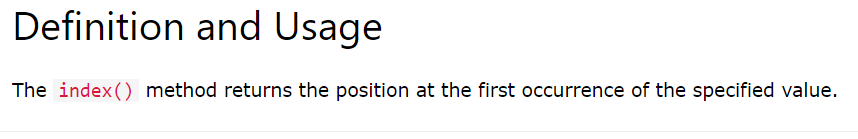 Definition and Usage
The index() method returns the position at the first occurrence of the specified value.